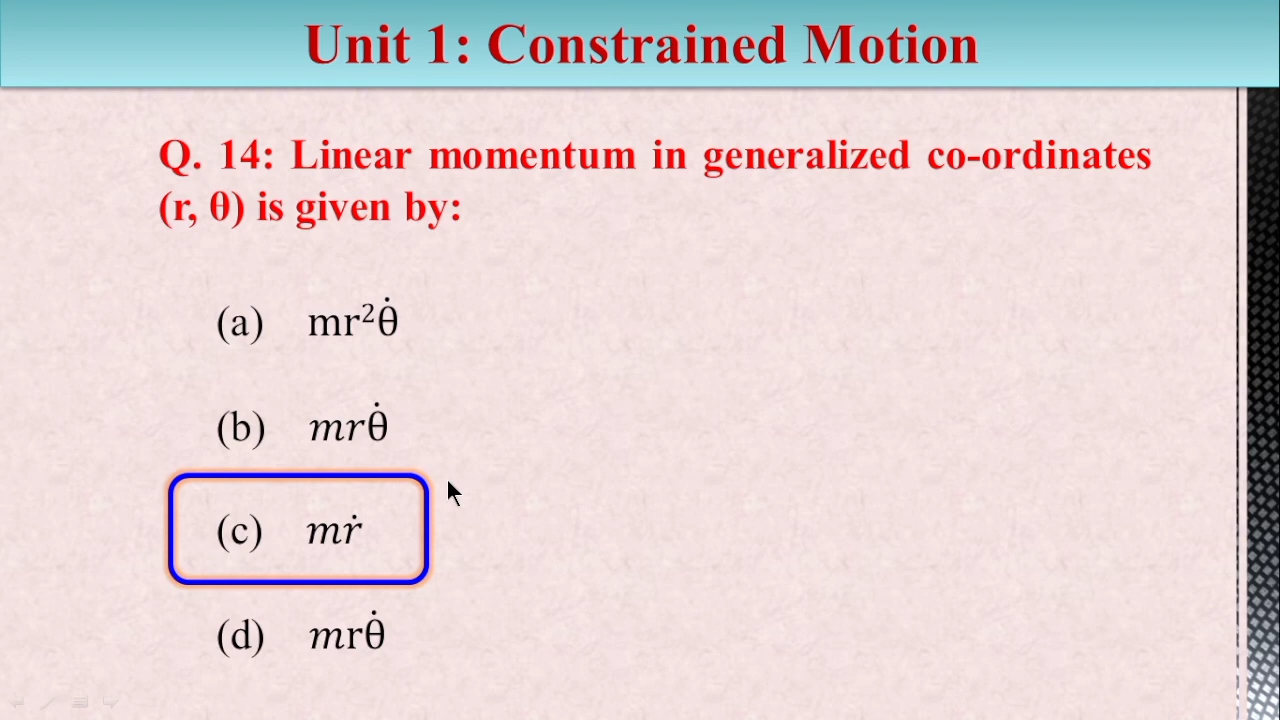 Unit 1: Constrained Motion
Q. 14: Linear momentum in generalized co-ordinates
(r, θ) is given by:
(a) mr²θ̇
(b) mrθ̇
(c) mṙ
(d) mrθ̇